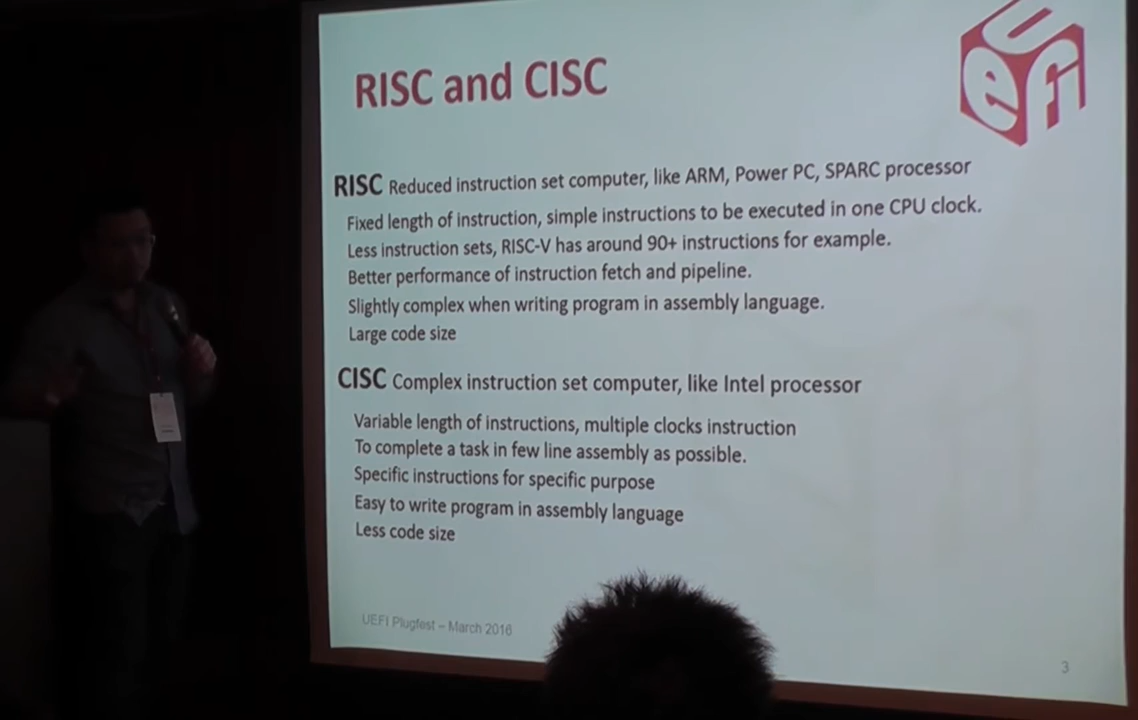 RISC and CISC
uefi
RISC Reduced instruction set computer, like ARM, Power PC, SPARC processor
Fixed length of instruction, simple instructions to be executed in one CPU clock.
Less instruction sets, RISC-V has around 90+ instructions for example.
Better performance of instruction fetch and pipeline.
Slightly complex when writing program in assembly language.
Large code size
CISC Complex instruction set computer, like Intel processor
Variable length of instructions, multiple clocks instruction
To complete a task in few line assembly as possible.
Specific instructions for specific purpose
Easy to write program in assembly language
Less code size
UEFI Plugfest – March 2016
3